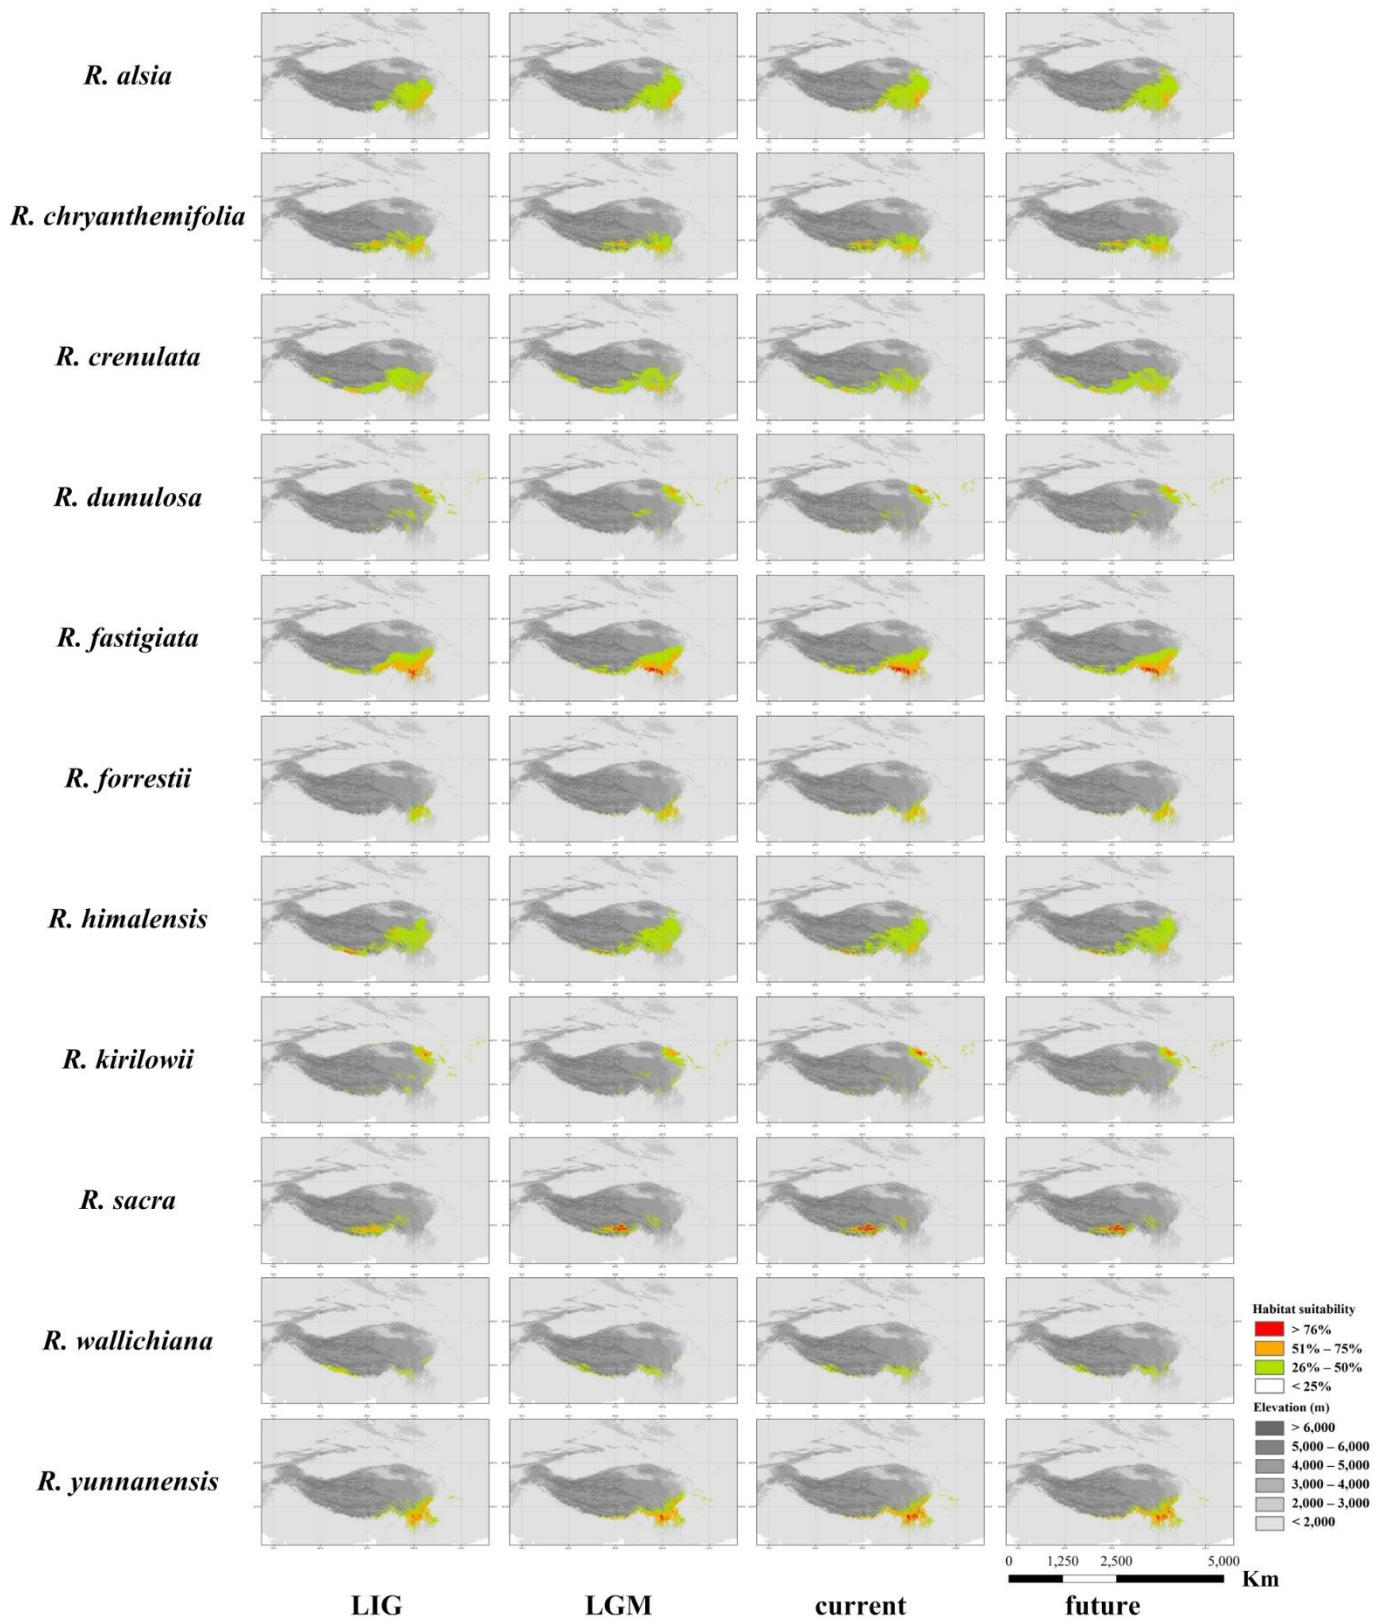 R. alsia
R. chryanthemifolia
R. crenulata
R. dumulosa
R. fastigiata
R. forrestii
R. himalensis
R. kirilowii
R. sacra
R. wallichiana
R. yunnanensis
Habitat suitability
> 76%
51% – 75%
26% – 50%
< 25%
Elevation (m)
> 6,000
5,000 – 6,000
4,000 – 5,000
3,000 – 4,000
2,000 – 3,000
< 2,000
0 1,250 2,500 5,000
Km
LIG LGM current future